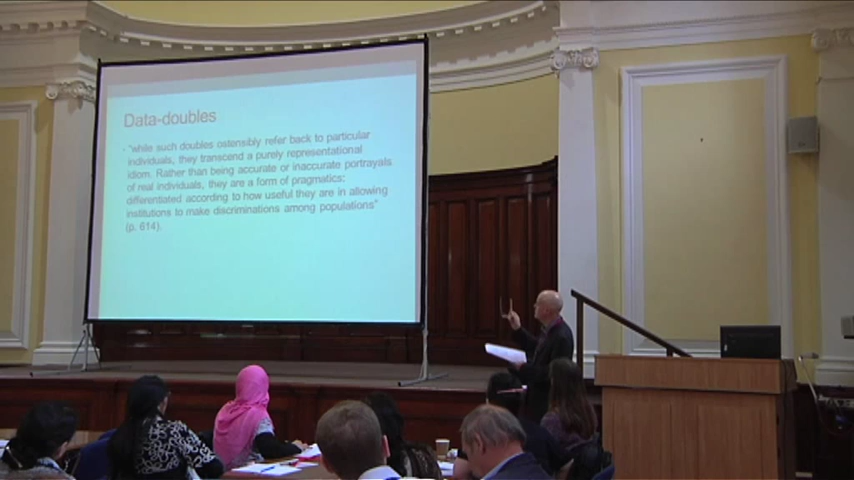 Data-doubles
• "while such doubles ostensibly refer back to particular
individuals, they transcend a purely representational
idiom. Rather than being accurate or inaccurate portrayals
of real individuals, they are a form of pragmatics:
differentiated according to how useful they are in allowing
institutions to make discriminations among populations"
(p. 614).